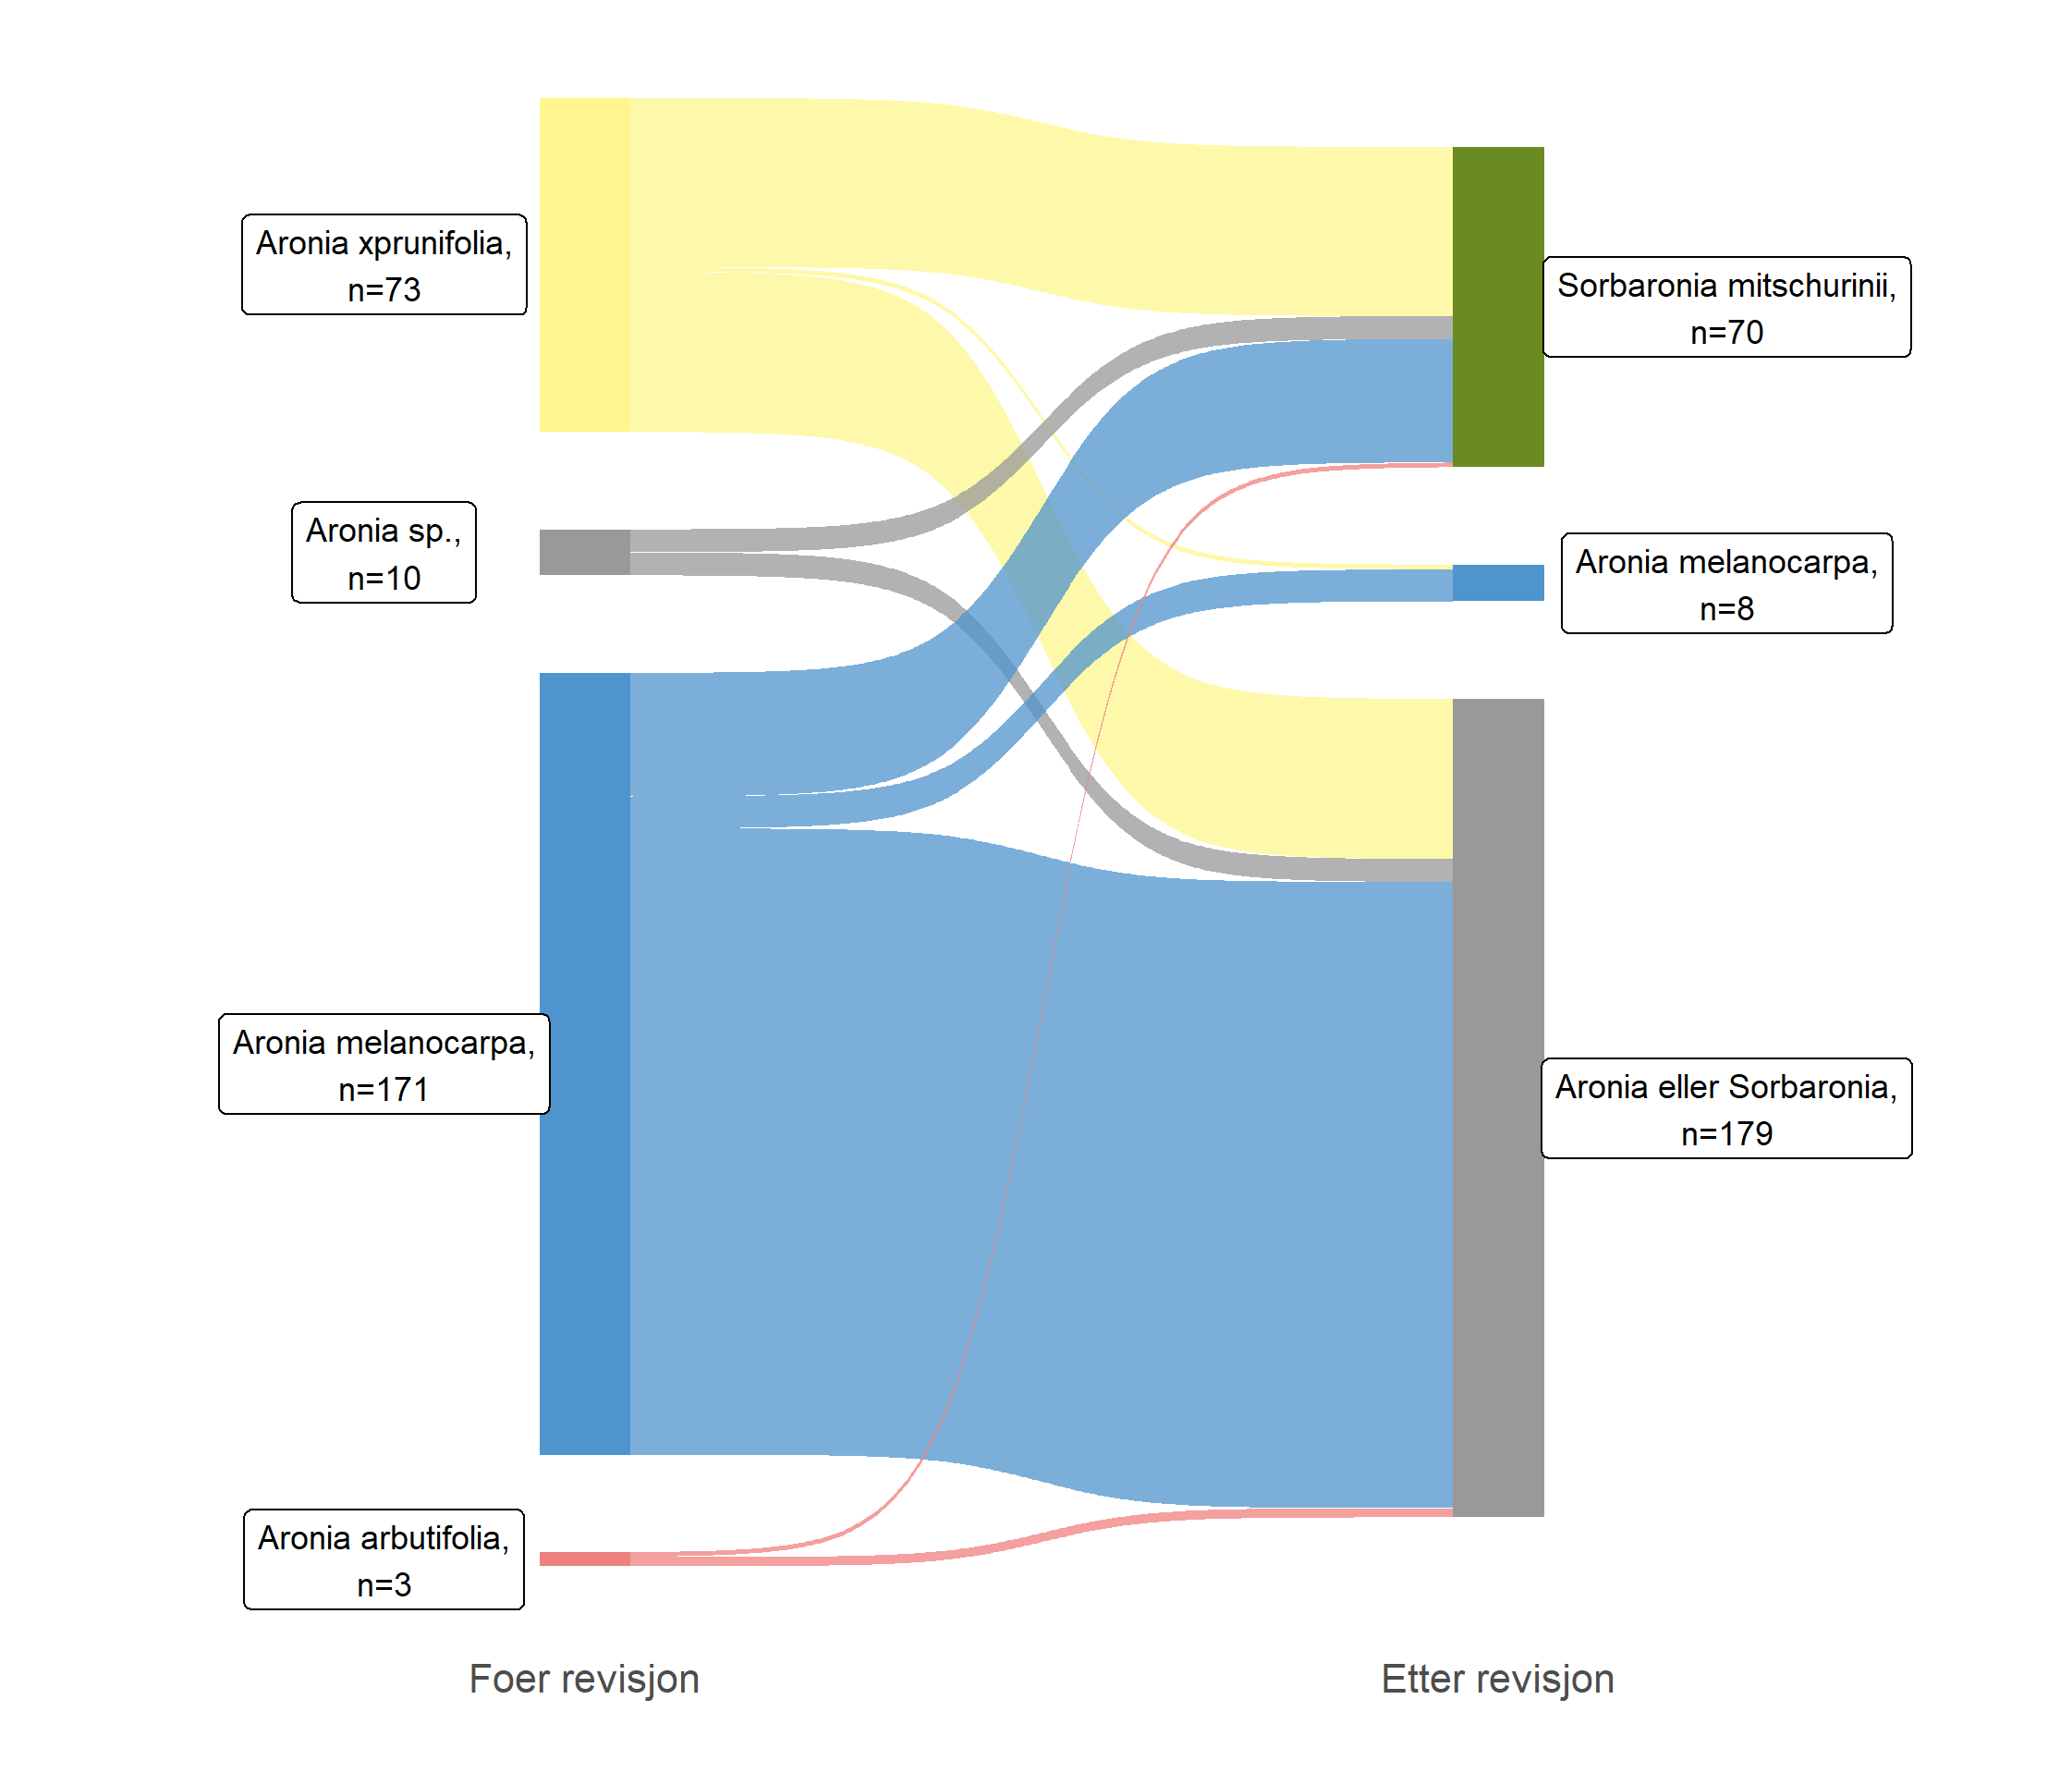 Aronia xprunifolia,
n=73
Aronia sp.,
n=10
Aronia melanocarpa,
n=171
Aronia arbutifolia,
n=3
Sorbaronia mitschurinii,
n=70
Aronia melanocarpa,
n=8
Aronia eller Sorbaronia,
n=179
Foer revisjon
Etter revisjon